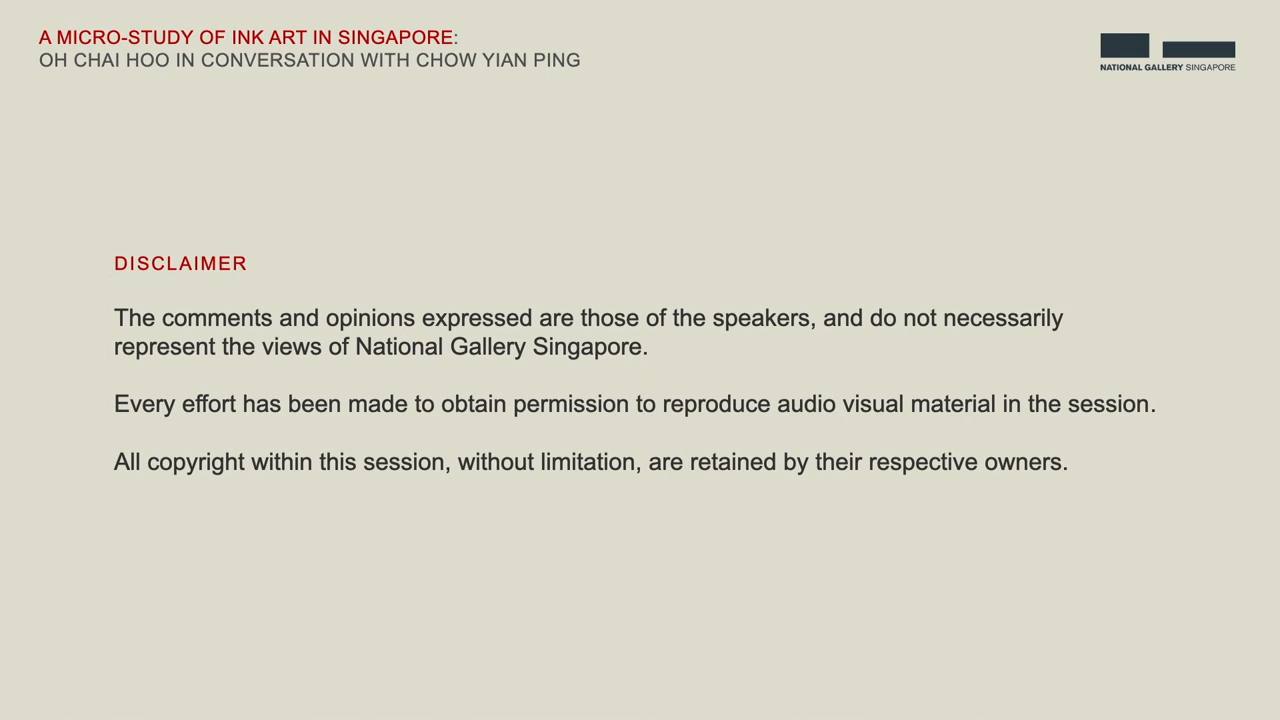 A MICRO-STUDY OF INK ART IN SINGAPORE:
OH CHAI HOO IN CONVERSATION WITH CHOW YIAN PING
NATIONAL GALLERY SINGAPORE
DISCLAIMER
The comments and opinions expressed are those of the speakers, and do not necessarily
represent the views of National Gallery Singapore.
Every effort has been made to obtain permission to reproduce audio visual material in the session.
All copyright within this session, without limitation, are retained by their respective owners.